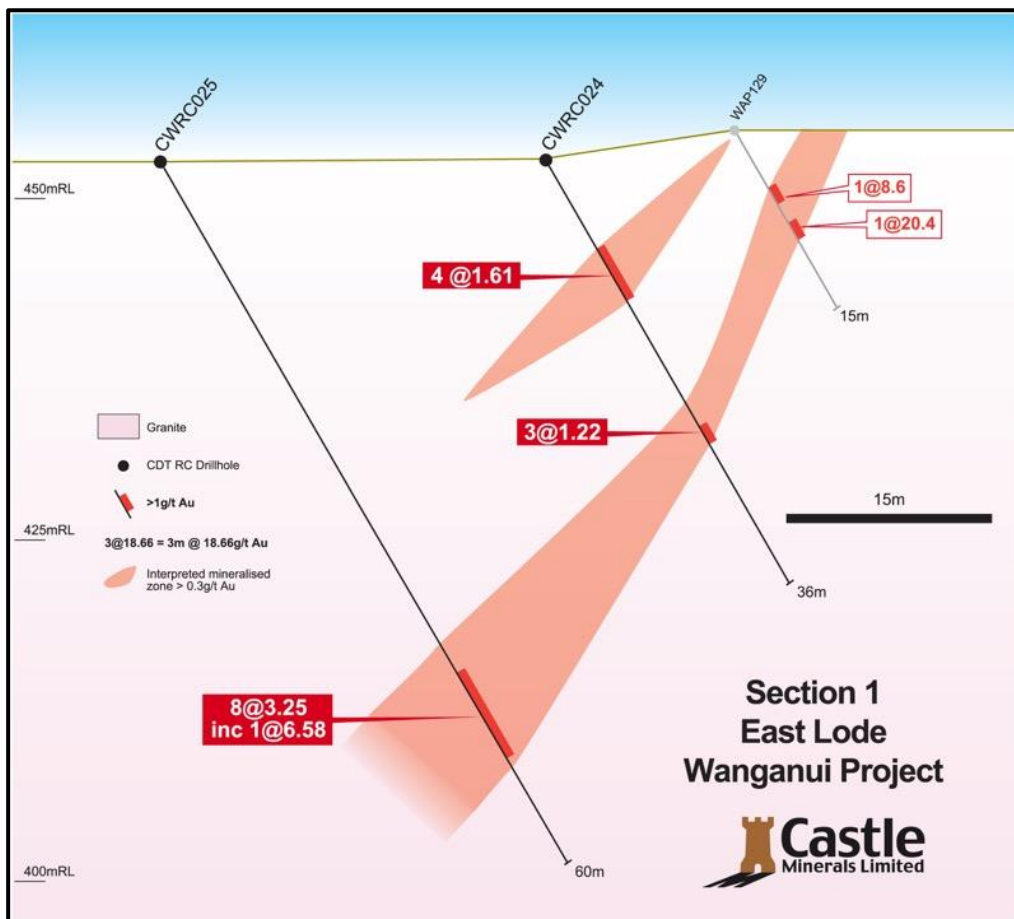 CWRC025
CWRC024
WAP129
450mRL
1@8.6
1@20.4
4 @1.61
15m
3@1.22
Granite
CDT RC Drillhole
>1g/t Au
3@18.66 = 3m @ 18.66g/t Au
Interpreted mineralised
zone > 0.3g/t Au
15m
425mRL
36m
8@3.25
inc 1@6.58
Section 1
East Lode
Wanganui Project
Castle
Minerals Limited
400mRL
60m